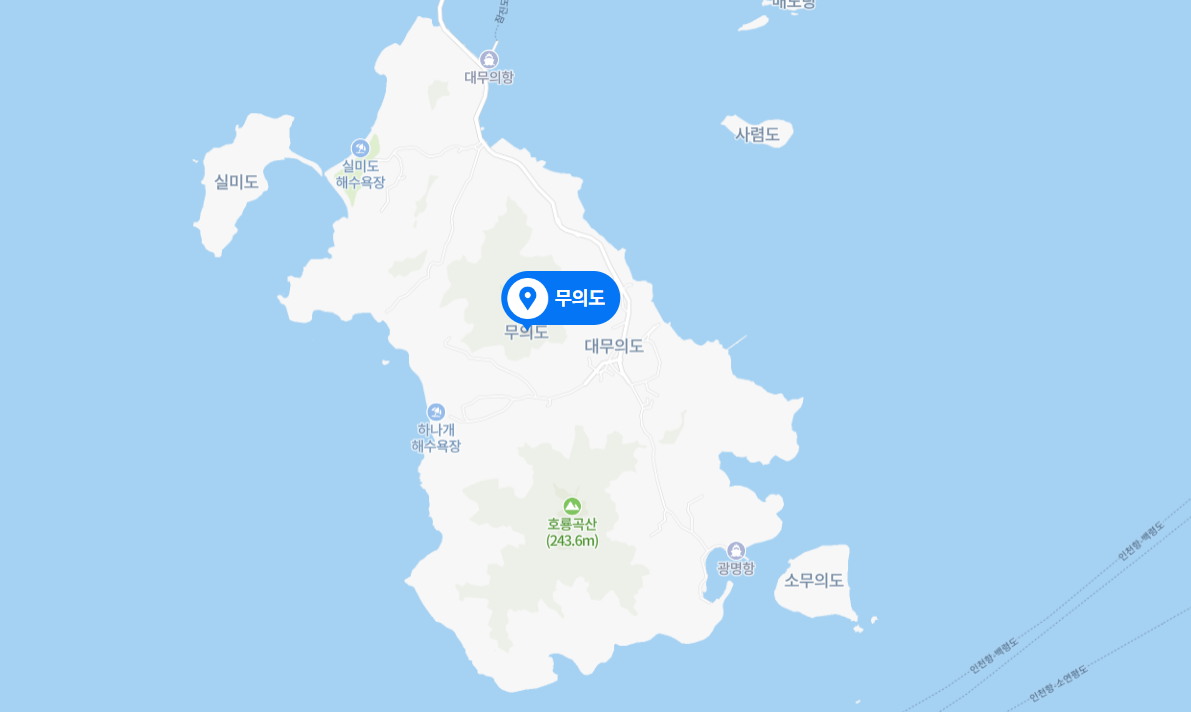 잠진도
매도랑
대무의항
사렴도
실미도
해수욕장
실미도
무의도
무의도
대무의도
하나개
해수욕장
호룡곡산
(243.6m)
광명항
소무의도
인천항-백령도
인천항-백령도
인천항-소연평도